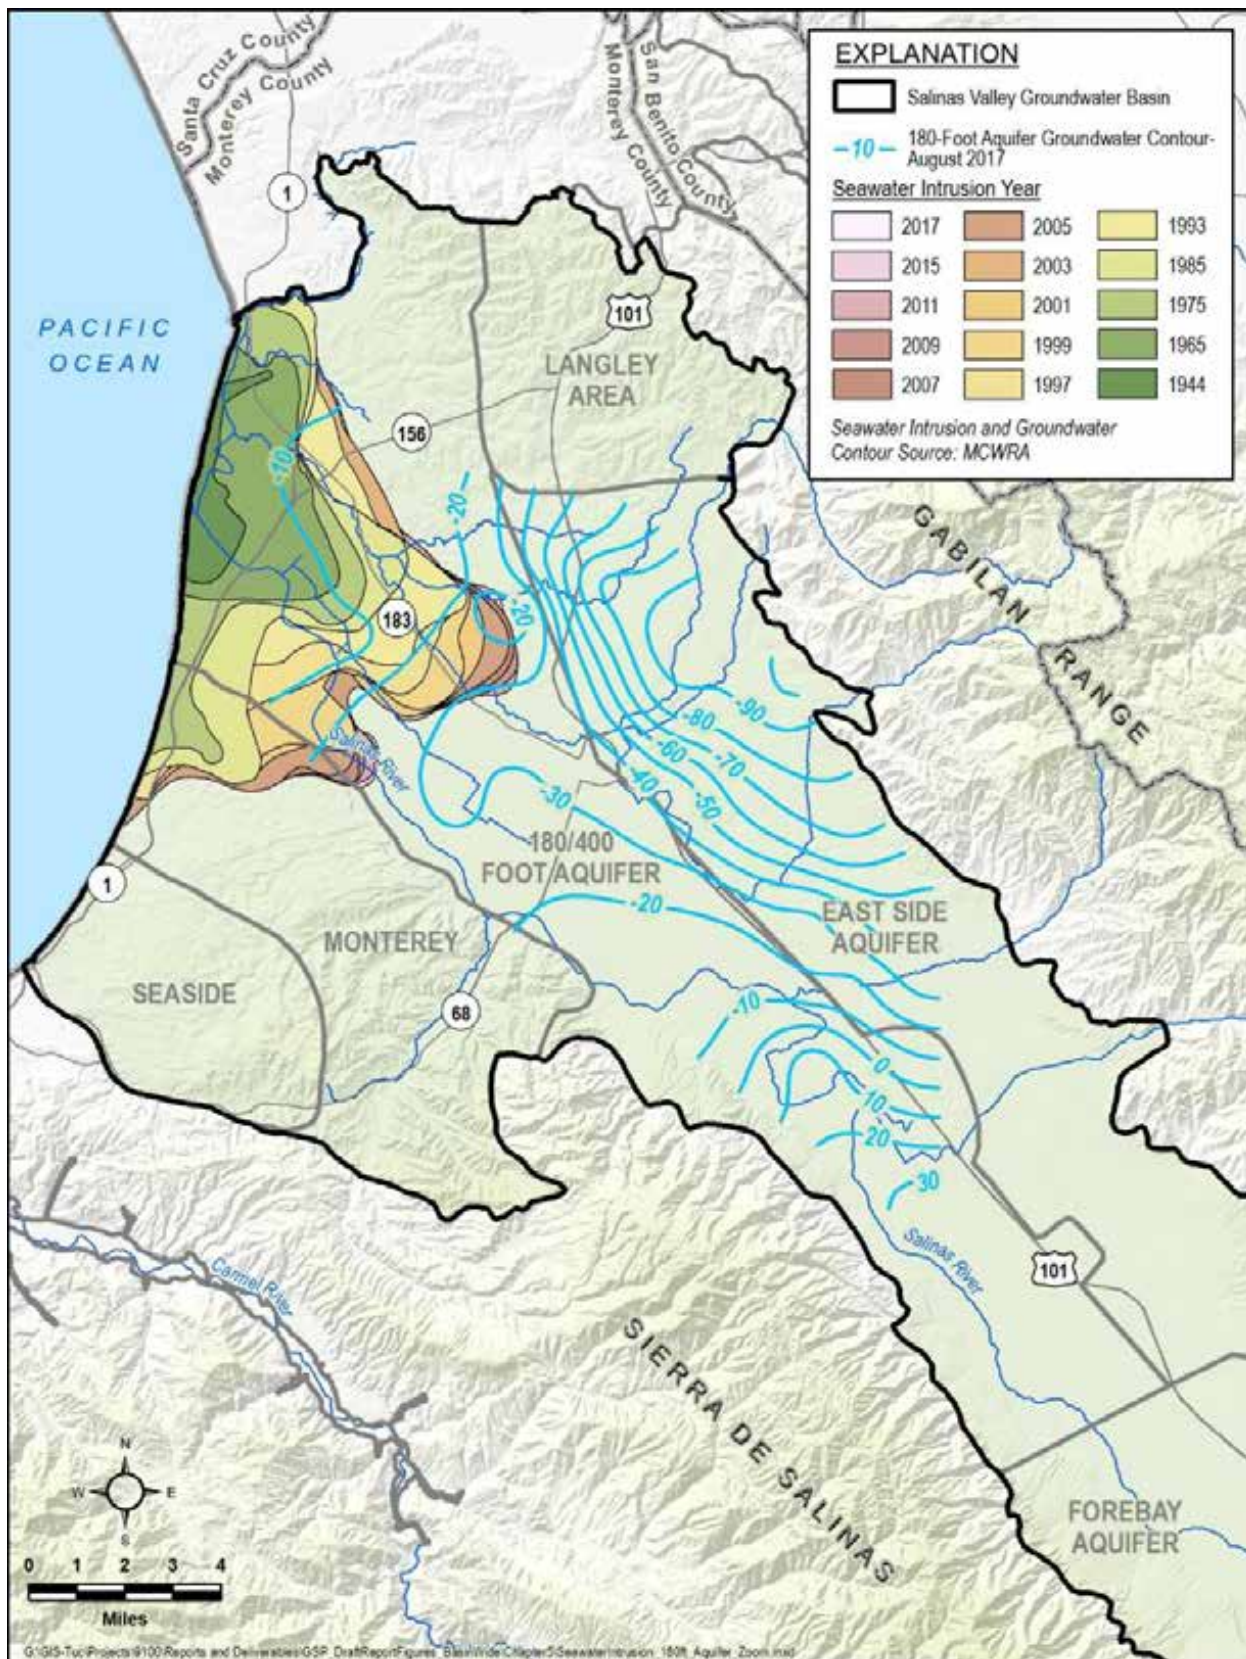 EXPLANATION
Salinas Valley Groundwater Basin
-10
180-Foot Aquifer Groundwater Contour-
August 2017
Seawater Intrusion Year
2017
2005
1993
2015
2003
1985
2011
2001
1975
2009
1999
1965
2007
1997
1944
Seawater Intrusion and Groundwater
Contour Source: MCWRA
Santa Cruz County
Monterey County
San Benito County
Monterey County
1
101
PACIFIC
OCEAN
LANGLEY
AREA
156
-10
-20
GABILAN
RANGE
183
-20
-90
-80
-70
-60
-50
-40
-30
Salinas River
180/400
FOOT AQUIFER
1
-20
EAST SIDE
AQUIFER
MONTEREY
SEASIDE
68
-10
0
10
20
30
Salinas River
101
Carmel River
SIERRA DE SALINAS
FOREBAY
AQUIFER
N
W
E
S
0 1 2 3 4
Miles